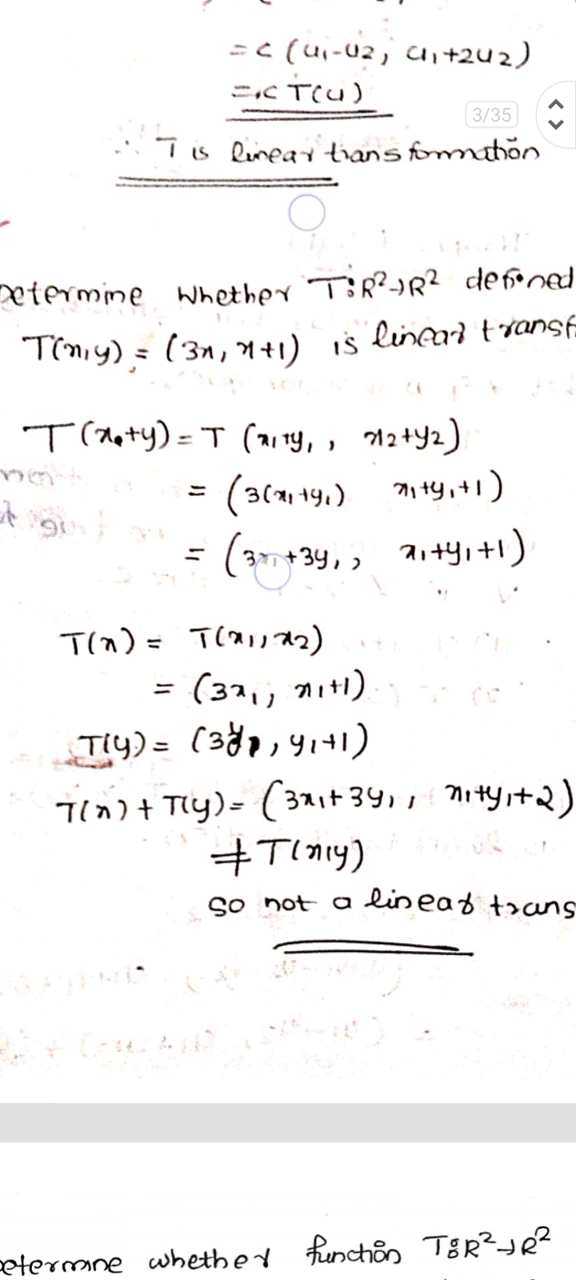 = c (u1-u2, u1+2u2)
= c T(u)
3/35
∴ T is linear transformation
Determine whether T:R²→R² defined
T(x,y) = (3x, x+1) is linear transf
T(x+y) = T (x1+y1, x2+y2)
= (3(x1+y1) x1+y1+1)
= (3x1+3y1, x1+y1+1)
T(x) = T(x1,x2)
= (3x1, x1+1)
T(y) = (3y1, y1+1)
T(x) + T(y) = (3x1+3y1, x1+y1+2)
≠ T(x,y)
so not a linear trans
Determine whether function T:R²→R²